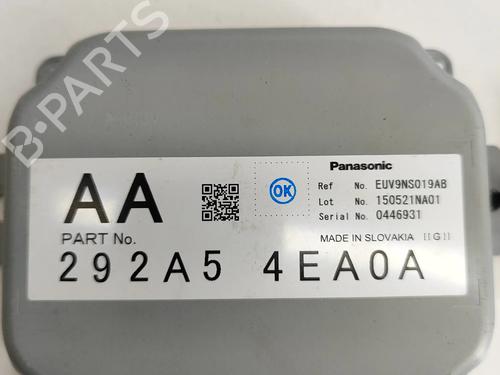 B-PARTS
AA
OK
Panasonic
Ref No. EUV9NS019AB
Lot No. 150521NA01
Serial No. 0446931
PART No.
MADE IN SLOVAKIA [[G]]
292A5 4EA0A